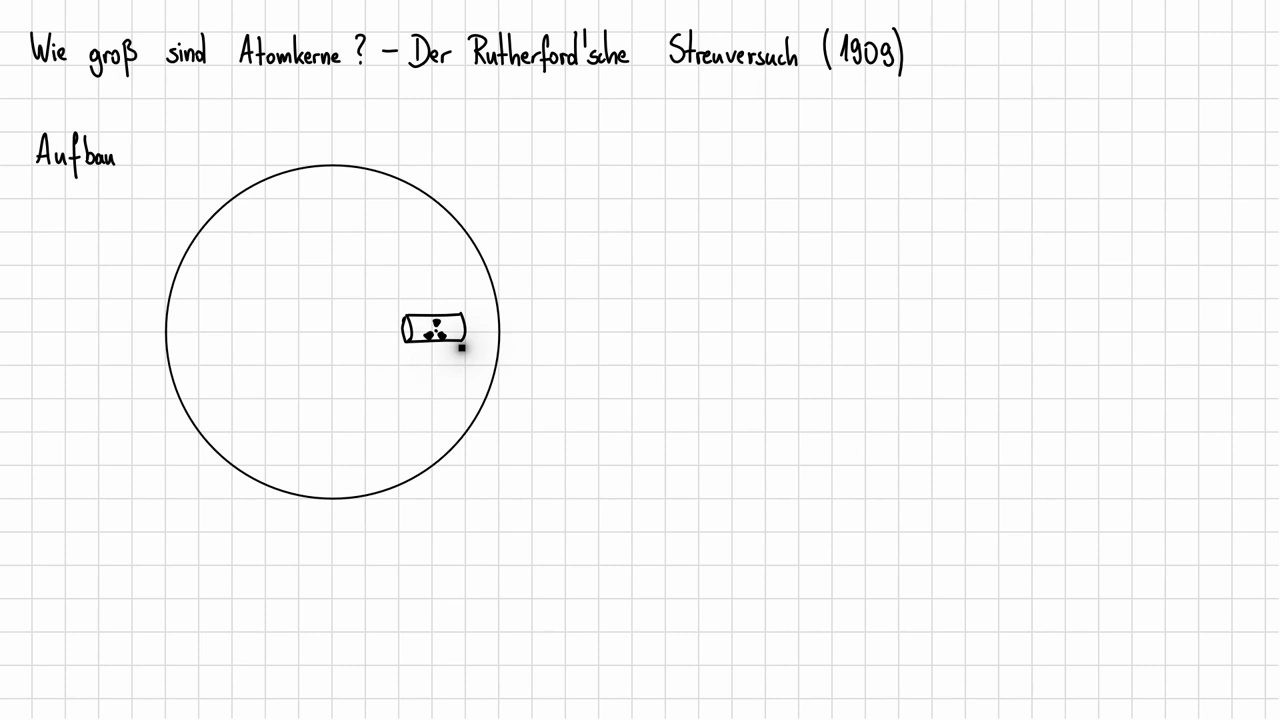 Wie groß sind Atomkerne? – Der Rutherford'sche Streuversuch (1909)
Aufbau